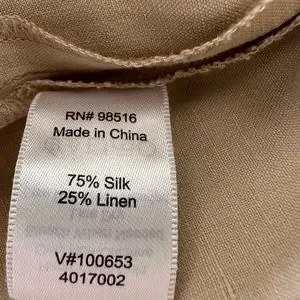 RN# 98516
Made in China
75% Silk
25% Linen
V#100653
4017002